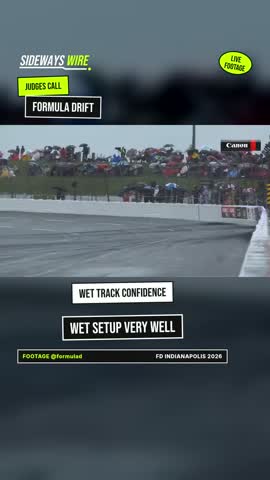 SIDEWAYS WIRE
LIVE
FOOTAGE
JUDGES CALL
FORMULA DRIFT
Canon
WET TRACK CONFIDENCE
WET SETUP VERY WELL
FOOTAGE @formulad
FD INDIANAPOLIS 2026